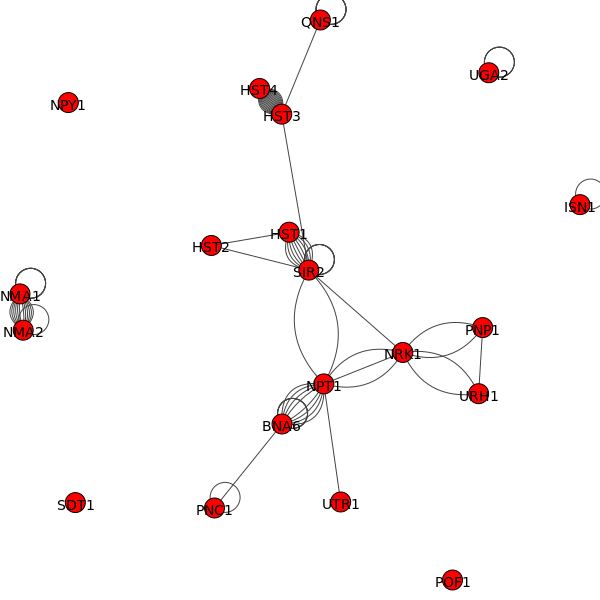 QNS1
UGA2
HST4
NPY1
HST3
ISN1
HST1
HST2
SIR2
NMA1
NMA2
PNP1
NRK1
NPT1
URH1
BNA6
SDT1
PNC1
UTR1
POF1